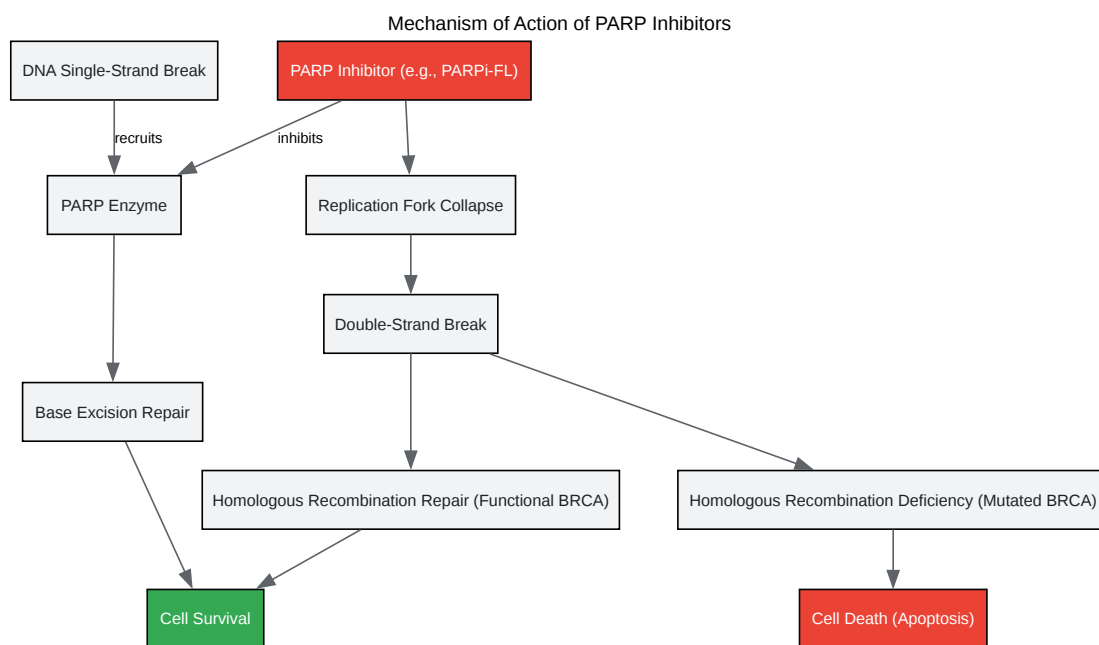 Mechanism of Action of PARP Inhibitors
DNA Single-Strand Break
PARP Inhibitor (e.g., PARPi-FL)
recruits
inhibits
PARP Enzyme
Replication Fork Collapse
Double-Strand Break
Base Excision Repair
Homologous Recombination Repair (Functional BRCA)
Homologous Recombination Deficiency (Mutated BRCA)
Cell Survival
Cell Death (Apoptosis)